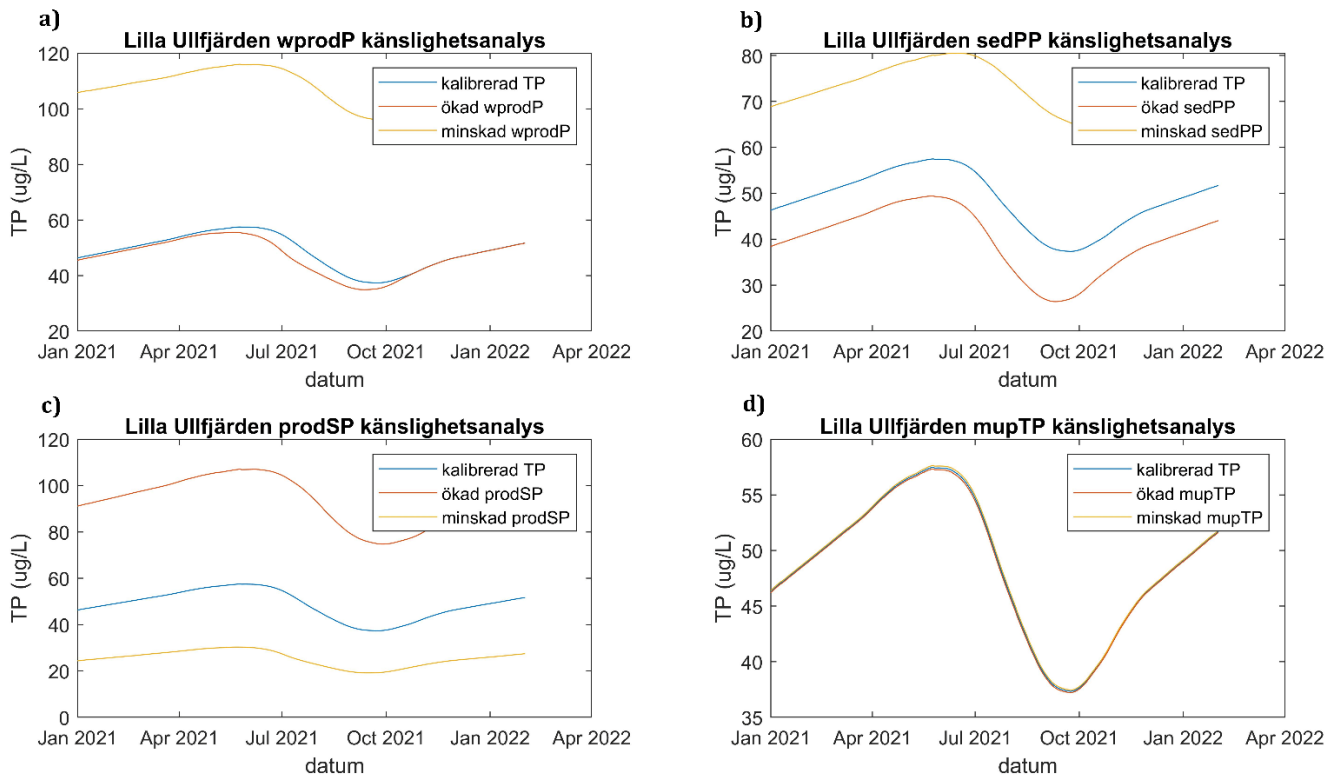 a)
Lilla Ullfjärden wprodP känslighetsanalys
120
100
80
60
40
20
TP (ug/L)
kalibrerad TP
ökad wprodP
minskad wprodP
Jan 2021 Apr 2021 Jul 2021 Oct 2021 Jan 2022 Apr 2022
datum
b)
Lilla Ullfjärden sedPP känslighetsanalys
80
70
60
50
40
30
20
TP (ug/L)
kalibrerad TP
ökad sedPP
minskad sedPP
Jan 2021 Apr 2021 Jul 2021 Oct 2021 Jan 2022 Apr 2022
datum
c)
Lilla Ullfjärden prodSP känslighetsanalys
120
100
80
60
40
20
0
TP (ug/L)
kalibrerad TP
ökad prodSP
minskad prodSP
Jan 2021 Apr 2021 Jul 2021 Oct 2021 Jan 2022 Apr 2022
datum
d)
Lilla Ullfjärden mupTP känslighetsanalys
60
55
50
45
40
35
TP (ug/L)
kalibrerad TP
ökad mupTP
minskad mupTP
Jan 2021 Apr 2021 Jul 2021 Oct 2021 Jan 2022 Apr 2022
datum